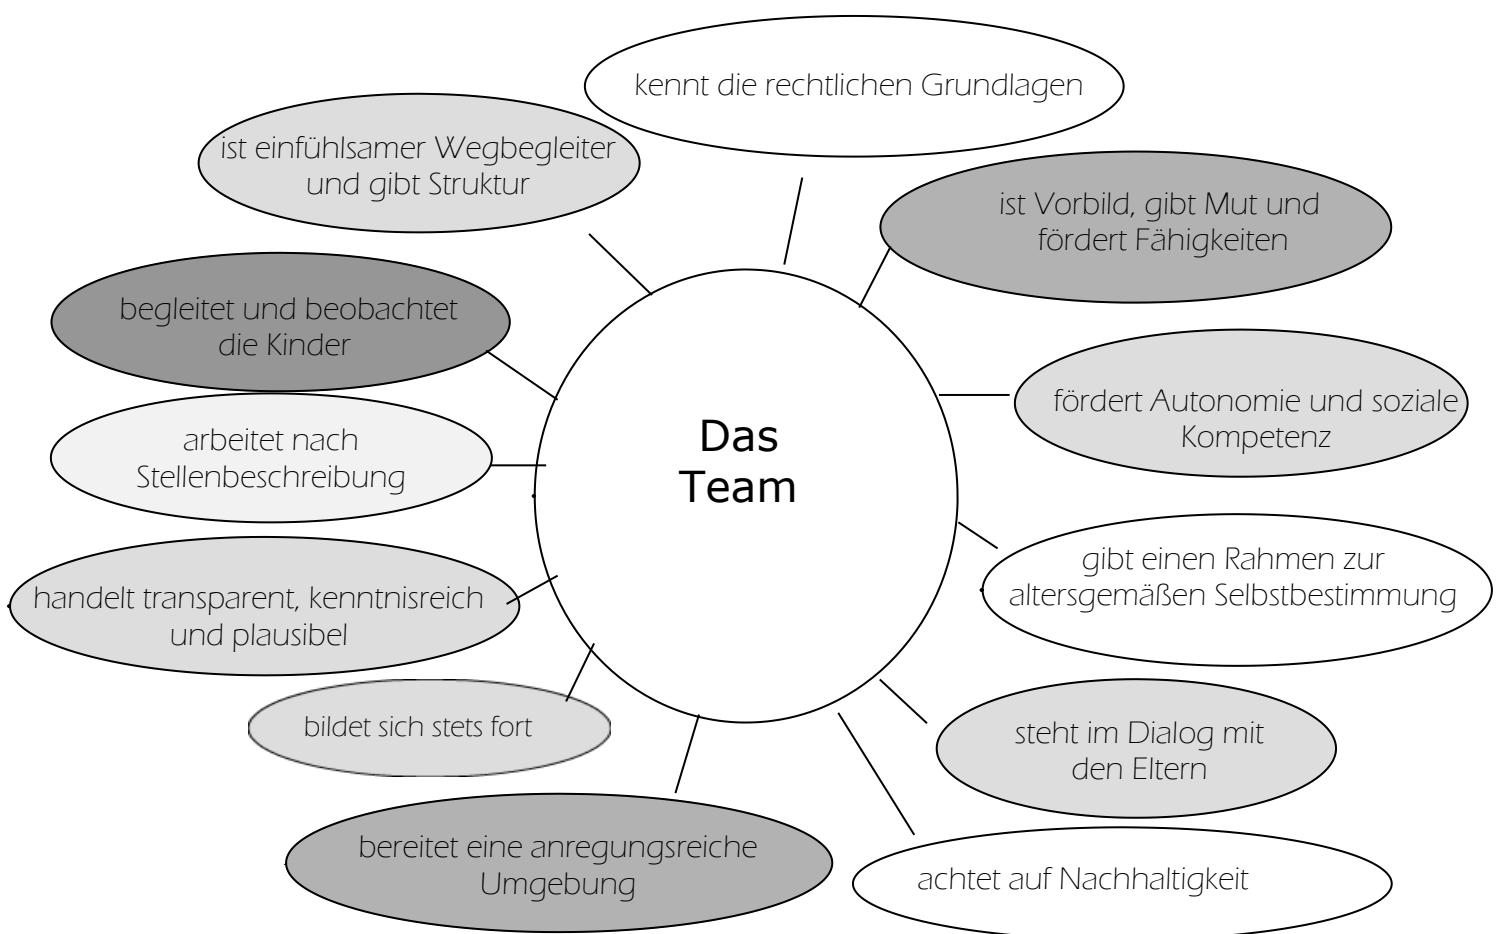 kennt die rechtlichen Grundlagen
ist einfühlsamer Wegbegleiter
und gibt Struktur
ist Vorbild, gibt Mut und
fördert Fähigkeiten
begleitet und beobachtet
die Kinder
fördert Autonomie und soziale
Kompetenz
arbeitet nach
Stellenbeschreibung
Das
Team
gibt einen Rahmen zur
altersgemäßen Selbstbestimmung
handelt transparent, kenntnisreich
und plausibel
bildet sich stets fort
steht im Dialog mit
den Eltern
bereitet eine anregungsreiche
Umgebung
achtet auf Nachhaltigkeit